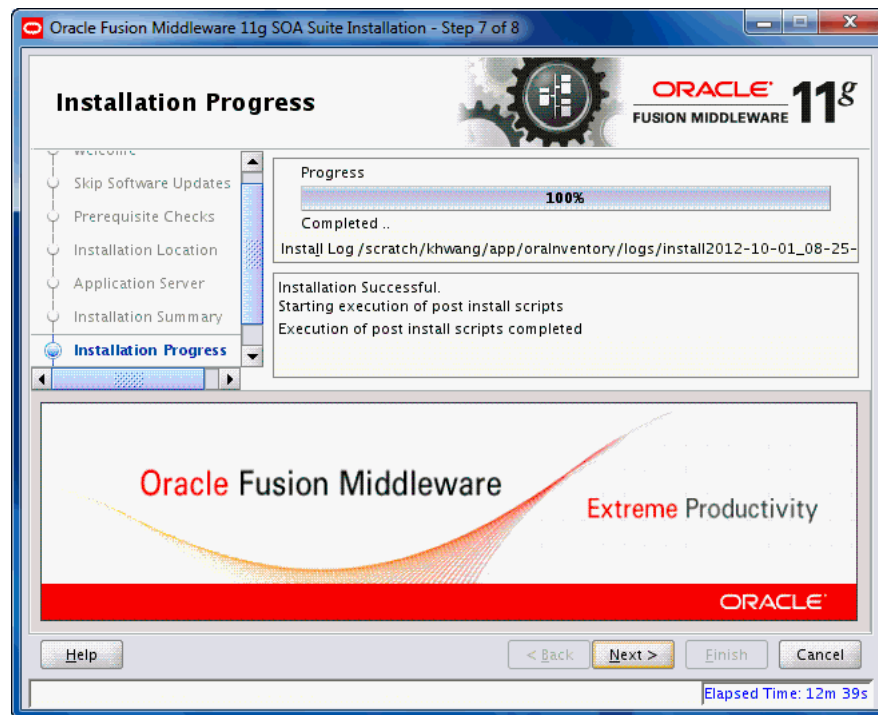 Oracle Fusion Middleware 11g SOA Suite Installation - Step 7 of 8
Installation Progress
ORACLE
FUSION MIDDLEWARE
11g
Welcome
Skip Software Updates
Prerequisite Checks
Installation Location
Application Server
Installation Summary
Installation Progress
Progress
100%
Completed ..
Install Log /scratch/khwang/app/oraInventory/logs/install2012-10-01_08-25-
Installation Successful.
Starting execution of post install scripts
Execution of post install scripts completed
Oracle Fusion Middleware
Extreme Productivity
ORACLE
Help
< Back
Next >
Finish
Cancel
Elapsed Time: 12m 39s